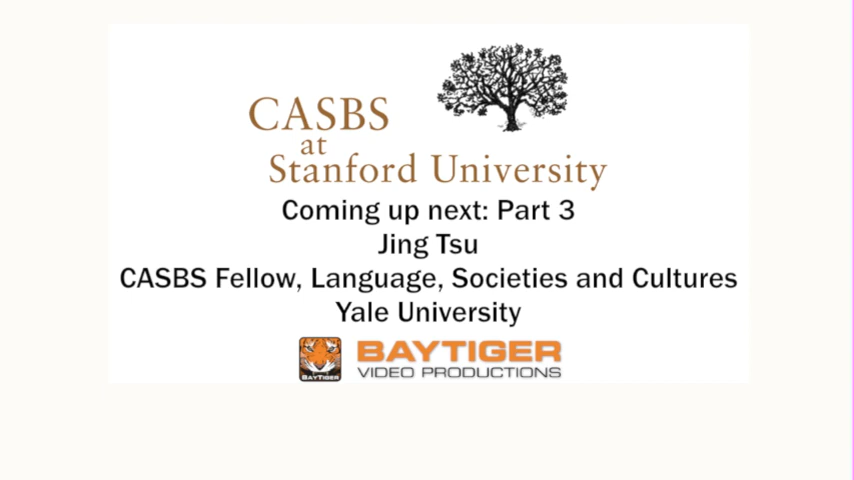 CASBS
at
Stanford University
Coming up next: Part 3
Jing Tsu
CASBS Fellow, Language, Societies and Cultures
Yale University
BAYTIGER
BAYTIGER
VIDEO PRODUCTIONS